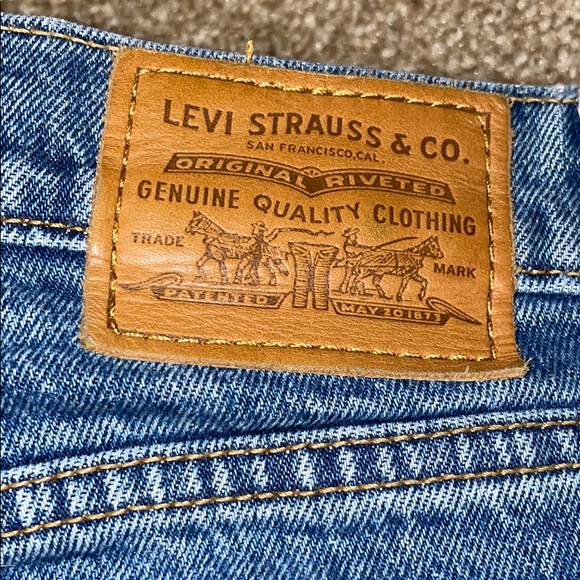 LEVI STRAUSS & CO.
SAN FRANCISCO, CAL.
ORIGINAL RIVETED
GENUINE QUALITY CLOTHING
TRADE MARK
PATENTED MAY 20 1873